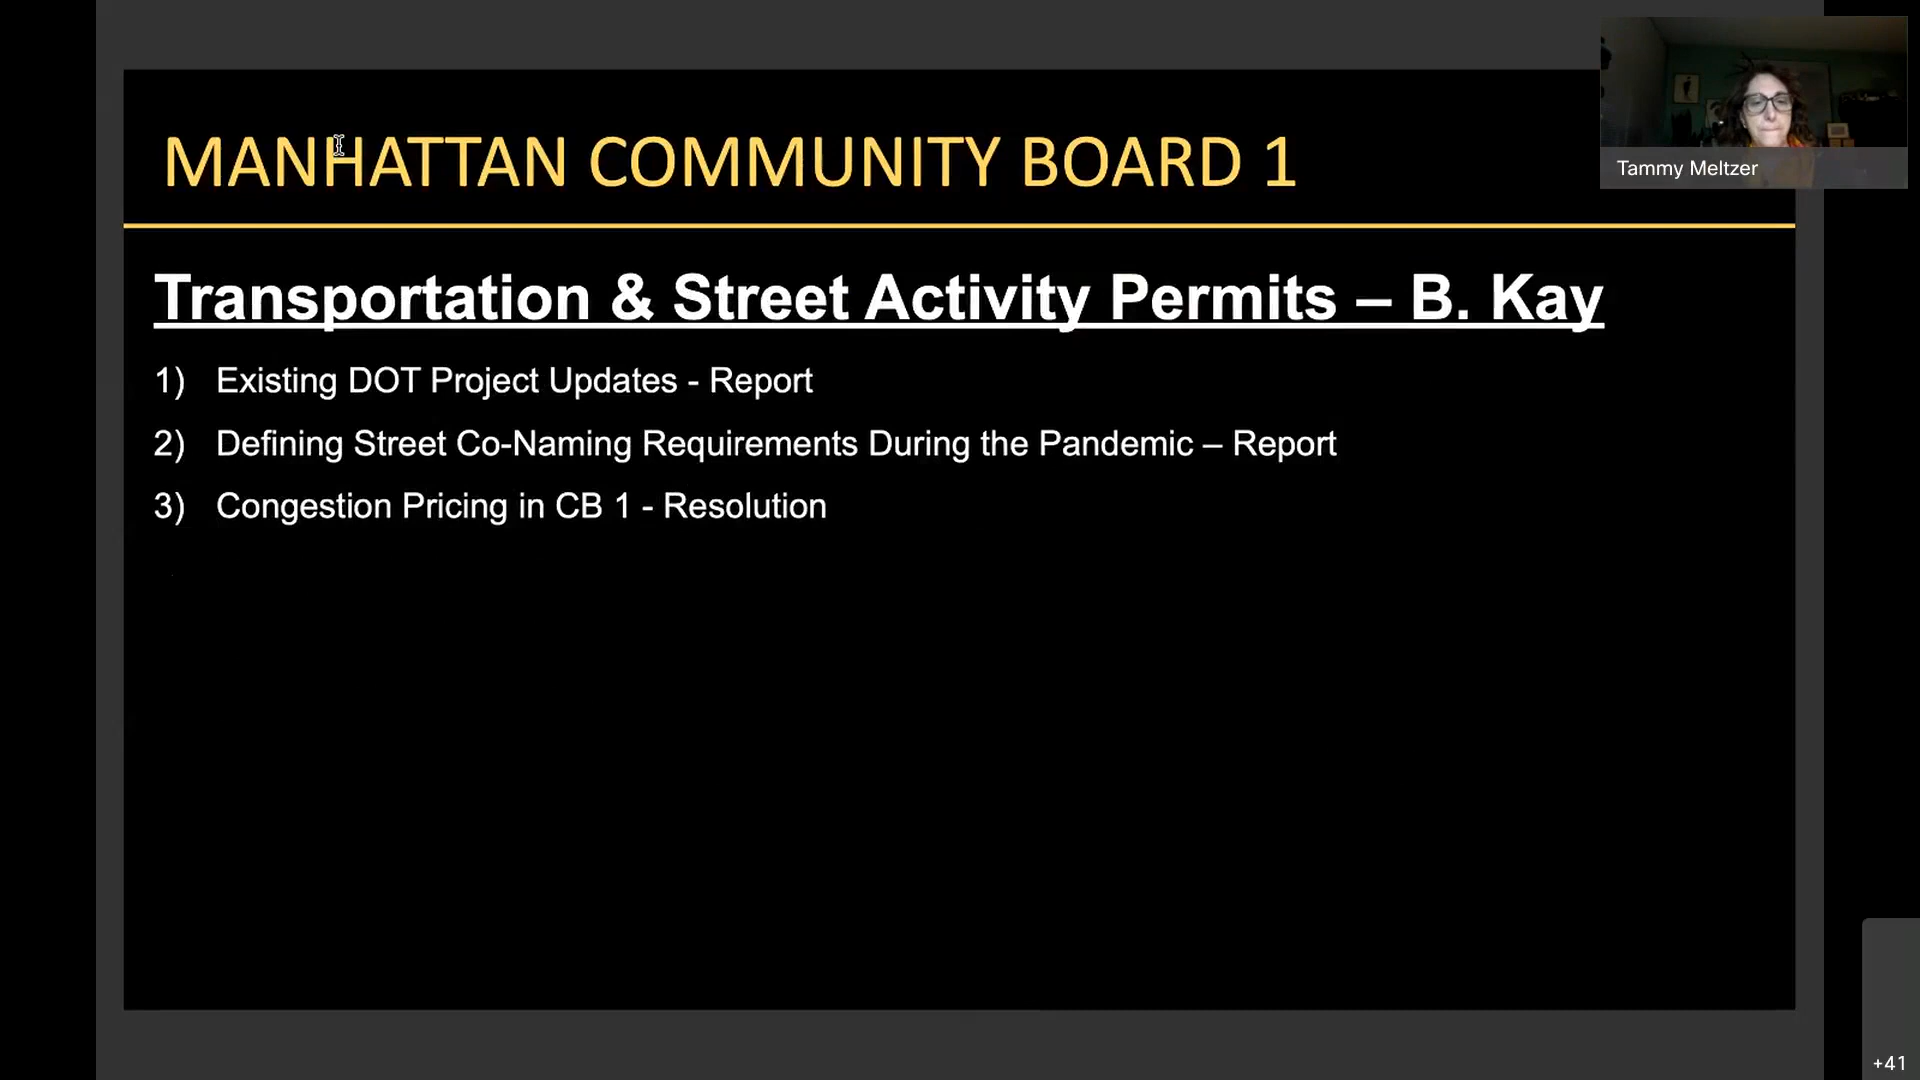 MANHATTAN COMMUNITY BOARD 1
Tammy Meltzer
Transportation & Street Activity Permits – B. Kay
1) Existing DOT Project Updates - Report
2) Defining Street Co-Naming Requirements During the Pandemic – Report
3) Congestion Pricing in CB 1 - Resolution
+41